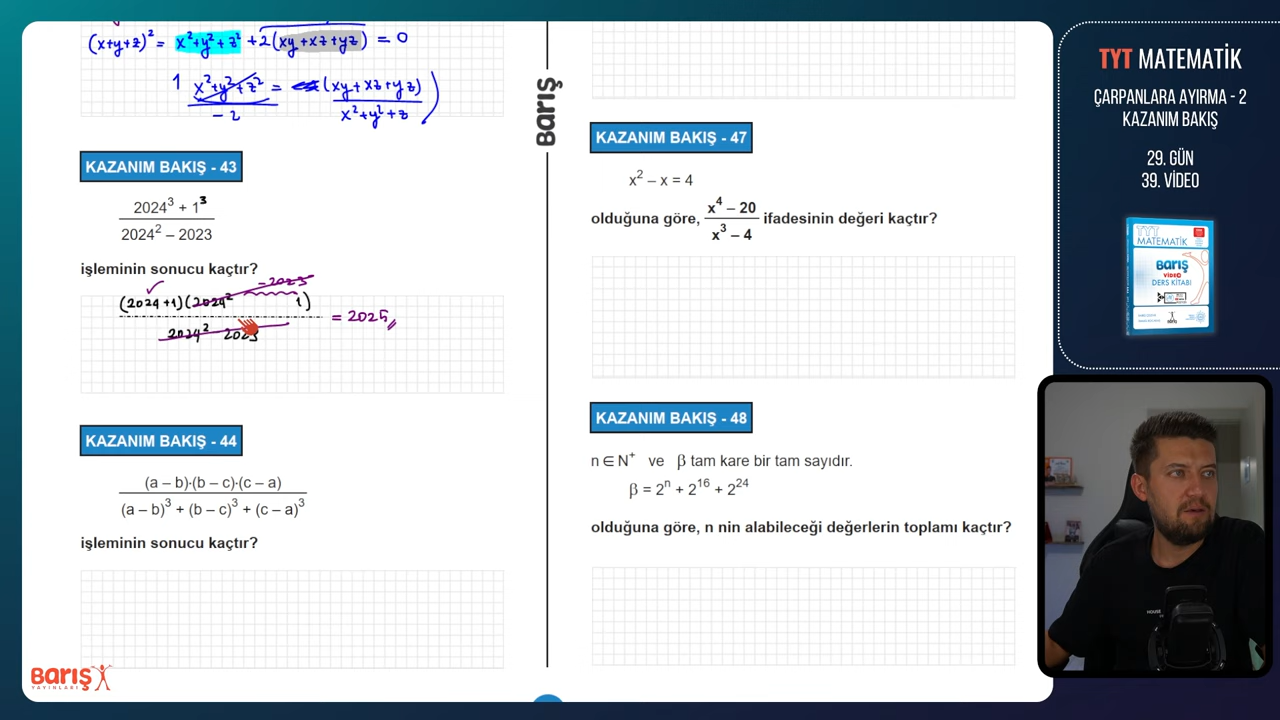 (x+y+z)² = x²+y²+z² +2(xy+xz+yz) = 0
1 x²+y²+z² = (xy+xz+yz)
-2 x²+y²+z
KAZANIM BAKIŞ - 43
2024³ + 1³
2024² – 2023
işleminin sonucu kaçtır?
-2023
(2024+1)(2024² 1)
= 2025
2024² 2023
KAZANIM BAKIŞ - 44
(a – b)·(b – c)·(c – a)
(a – b)³ + (b – c)³ + (c – a)³
işleminin sonucu kaçtır?
Barış
YAYINLARI
Barış
KAZANIM BAKIŞ - 47
x² – x = 4
olduğuna göre, x⁴ – 20 / x³ – 4 ifadesinin değeri kaçtır?
KAZANIM BAKIŞ - 48
n ∈ N⁺ ve β tam kare bir tam sayıdır.
β = 2ⁿ + 2¹⁶ + 2²⁴
olduğuna göre, n nin alabileceği değerlerin toplamı kaçtır?
TYT MATEMATİK
ÇARPANLARA AYIRMA - 2
KAZANIM BAKIŞ
29. GÜN
39. VİDEO
TYT
MATEMATİK
Barış
VİDEO
DERS KİTABI
HOUSE